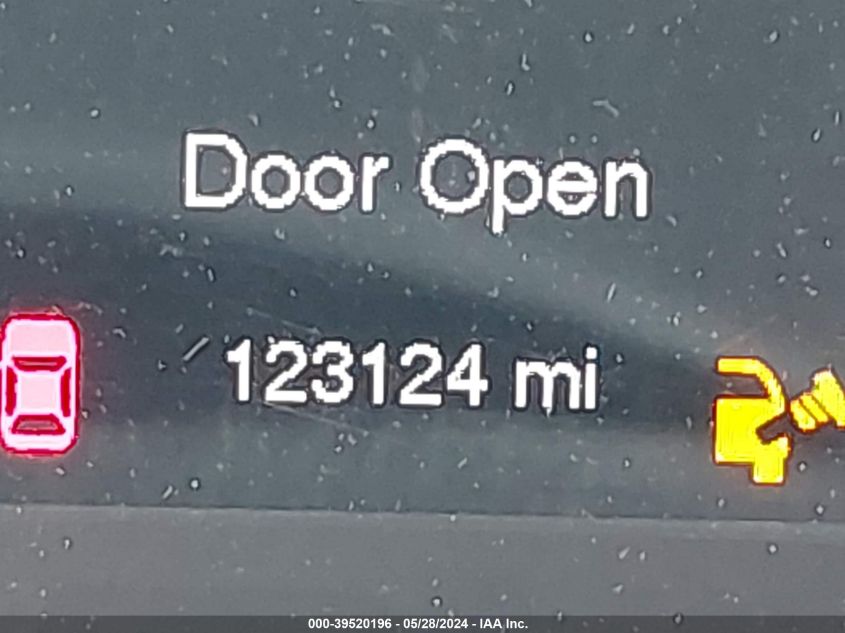 Door Open
123124 mi
000-39520196 - 05/28/2024 - IAA Inc.